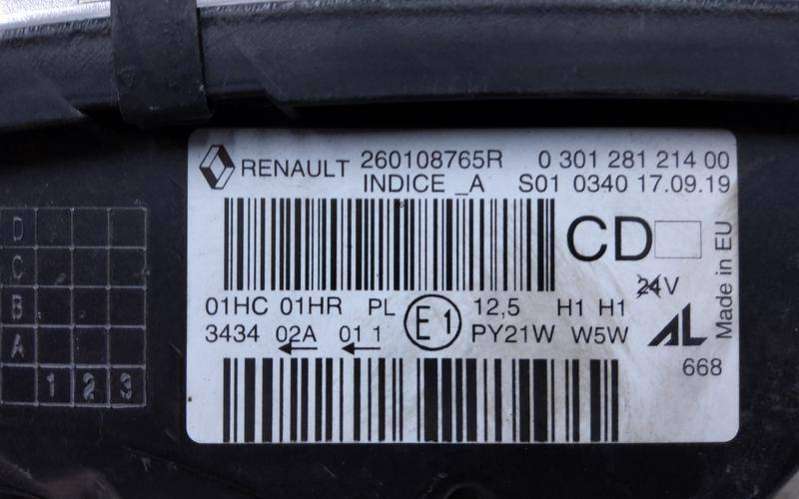 RENAULT 260108765R 0 301 281 214 00
INDICE _A S01 0340 17.09.19
CD
24V
Made in EU
01HC 01HR PL E1 12,5 H1 H1
3434 02A 01 1 PY21W W5W
AL
668
D
C
B
A
1 2 3